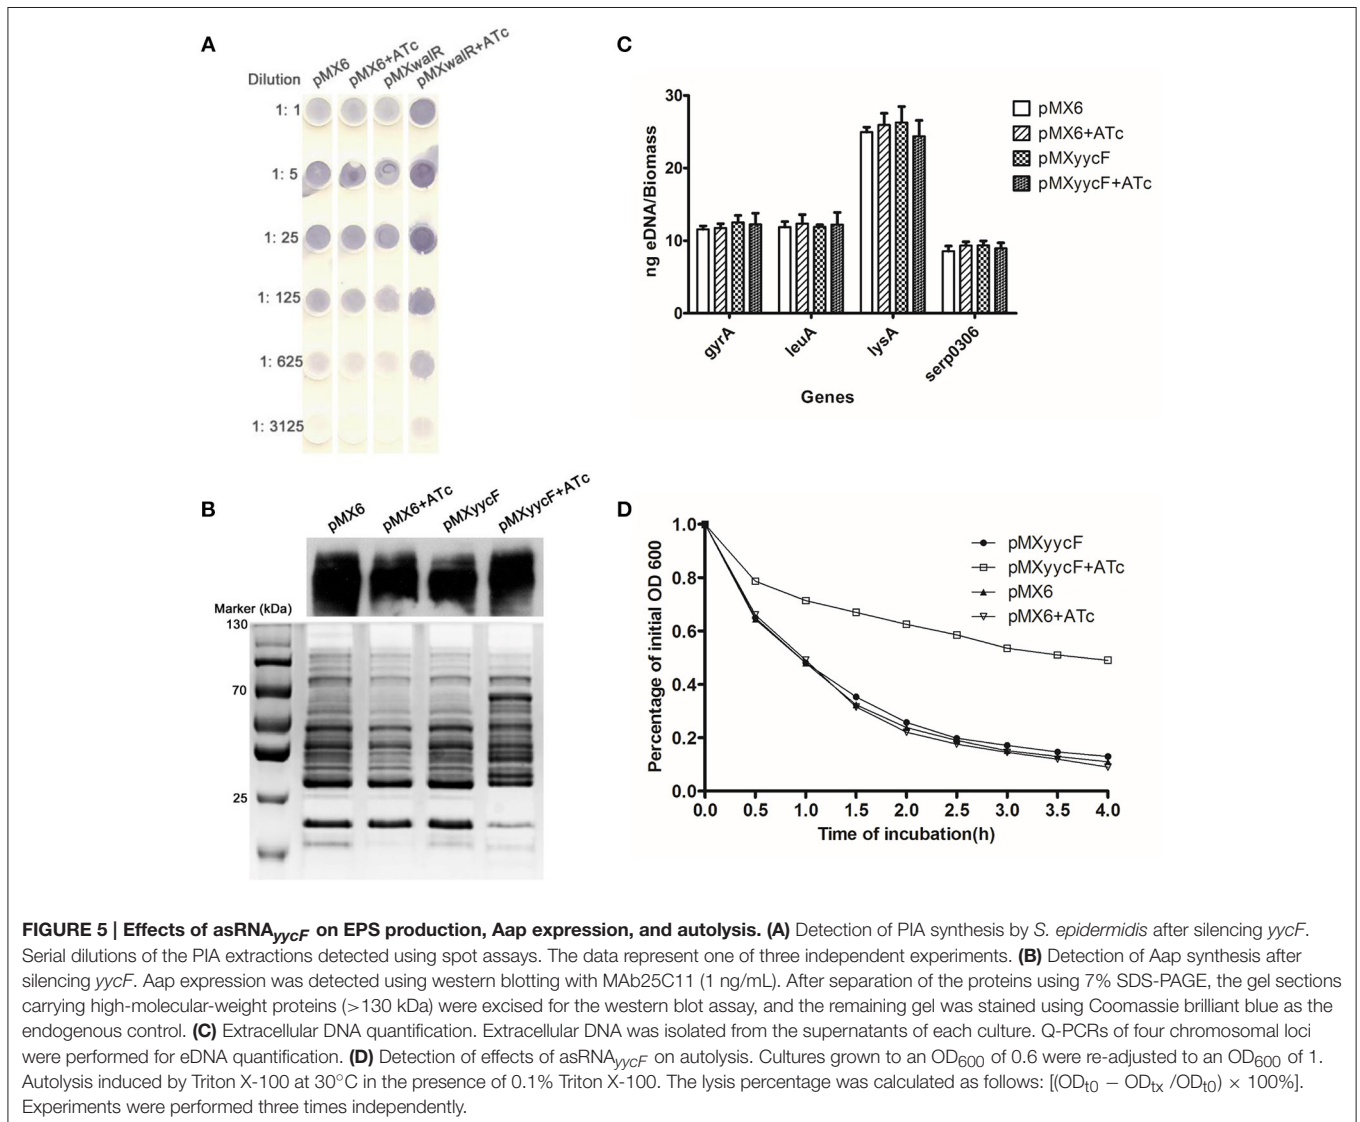 A
Dilution
pMX6
pMX6+ATc
pMXwalR
pMXwalR+ATc
1: 1
1: 5
1: 25
1: 125
1: 625
1: 3125
B
pMX6
pMX6+ATc
pMXyycF
pMXyycF+ATc
Marker (kDa)
130
70
25
C
ng eDNA/Biomass
30
20
10
0
gyrA
leuA
lysA
serp0306
Genes
pMX6
pMX6+ATc
pMXyycF
pMXyycF+ATc
D
Percentage of initial OD 600
1.0
0.8
0.6
0.4
0.2
0.0
0.0 0.5 1.0 1.5 2.0 2.5 3.0 3.5 4.0
Time of incubation(h)
pMXyycF
pMXyycF+ATc
pMX6
pMX6+ATc
FIGURE 5 | Effects of asRNAyycF on EPS production, Aap expression, and autolysis. (A) Detection of PIA synthesis by S. epidermidis after silencing yycF.
Serial dilutions of the PIA extractions detected using spot assays. The data represent one of three independent experiments. (B) Detection of Aap synthesis after
silencing yycF. Aap expression was detected using western blotting with MAb25C11 (1 ng/mL). After separation of the proteins using 7% SDS-PAGE, the gel sections
carrying high-molecular-weight proteins (>130 kDa) were excised for the western blot assay, and the remaining gel was stained using Coomassie brilliant blue as the
endogenous control. (C) Extracellular DNA quantification. Extracellular DNA was isolated from the supernatants of each culture. Q-PCRs of four chromosomal loci
were performed for eDNA quantification. (D) Detection of effects of asRNAyycF on autolysis. Cultures grown to an OD600 of 0.6 were re-adjusted to an OD600 of 1.
Autolysis induced by Triton X-100 at 30°C in the presence of 0.1% Triton X-100. The lysis percentage was calculated as follows: [(ODt0 − ODtx /ODt0) × 100%].
Experiments were performed three times independently.